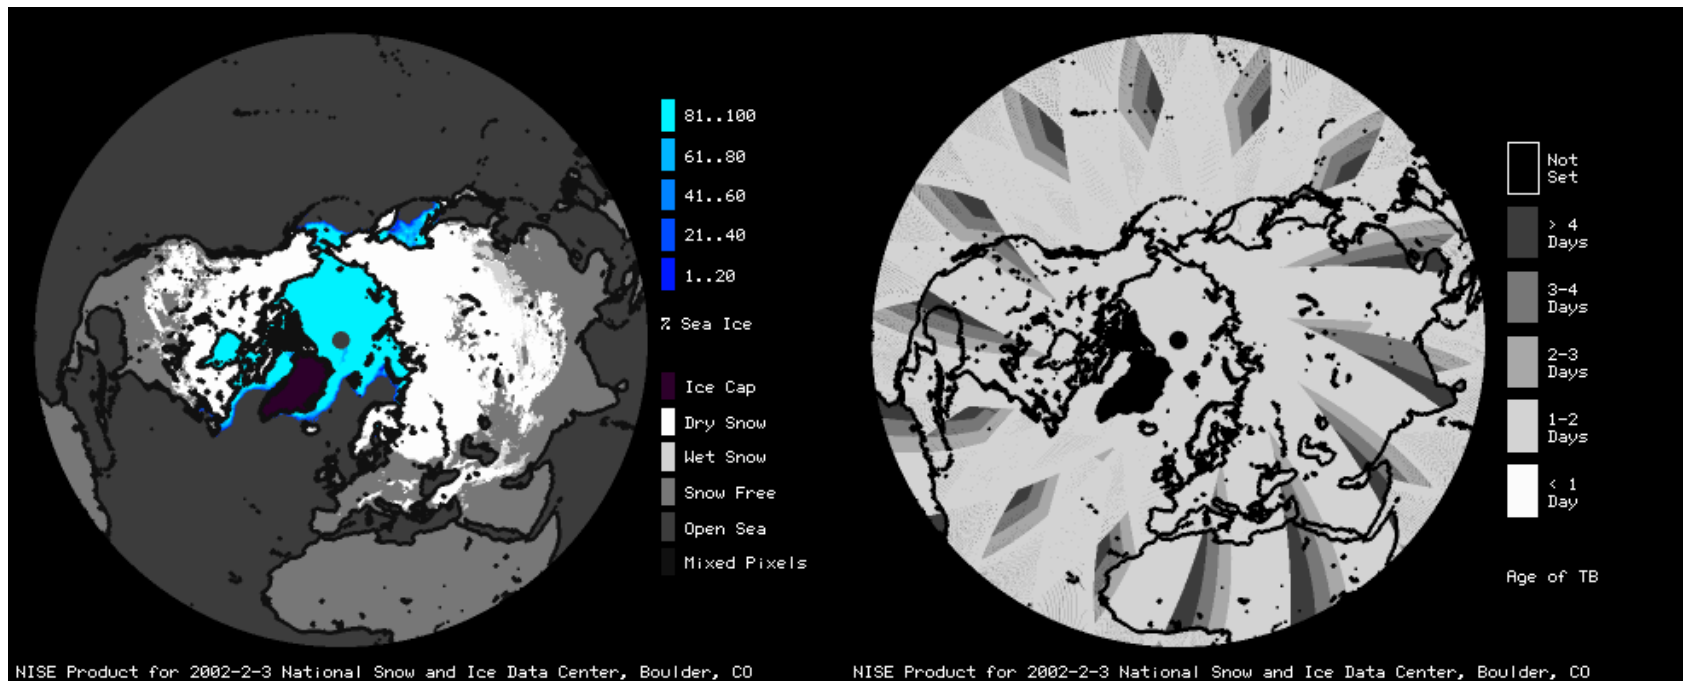 81..100
61..80
41..60
21..40
1..20
% Sea Ice
Ice Cap
Dry Snow
Wet Snow
Snow Free
Open Sea
Mixed Pixels
NISE Product for 2002-2-3 National Snow and Ice Data Center, Boulder, CO
Not
Set
> 4
Days
3-4
Days
2-3
Days
1-2
Days
< 1
Day
Age of TB
NISE Product for 2002-2-3 National Snow and Ice Data Center, Boulder, CO